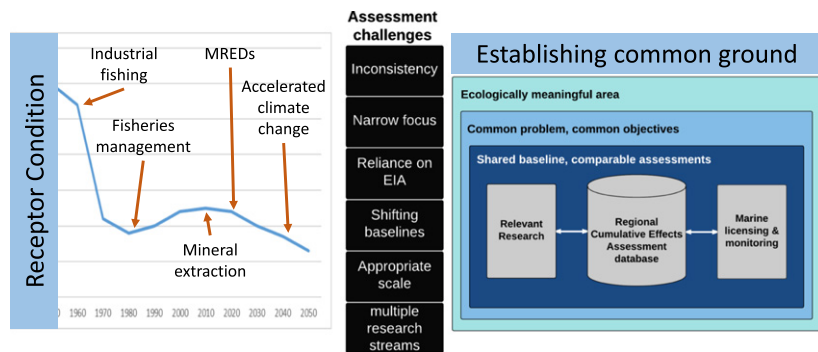 Receptor Condition
Industrial
fishing
MREDs
Accelerated
climate
change
Fisheries
management
Mineral
extraction
1960 1970 1980 1990 2000 2010 2020 2030 2040 2050
Assessment
challenges
Inconsistency
Narrow focus
Reliance on
EIA
Shifting
baselines
Appropriate
scale
multiple
research
streams
Establishing common ground
Ecologically meaningful area
Common problem, common objectives
Shared baseline, comparable assessments
Relevant
Research
Regional
Cumulative Effects
Assessment
database
Marine
licensing &
monitoring